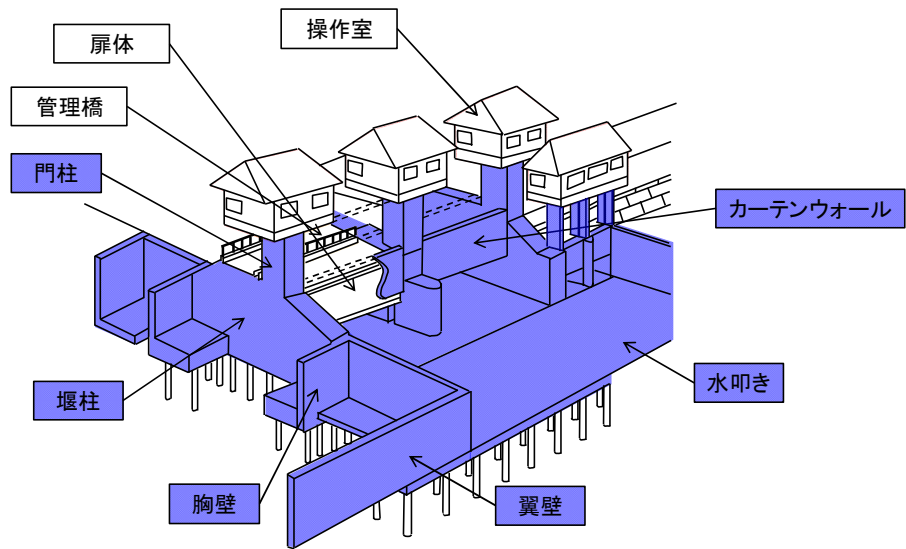 操作室
扉体
管理橋
門柱
カーテンウォール
堰柱
水叩き
胸壁
翼壁